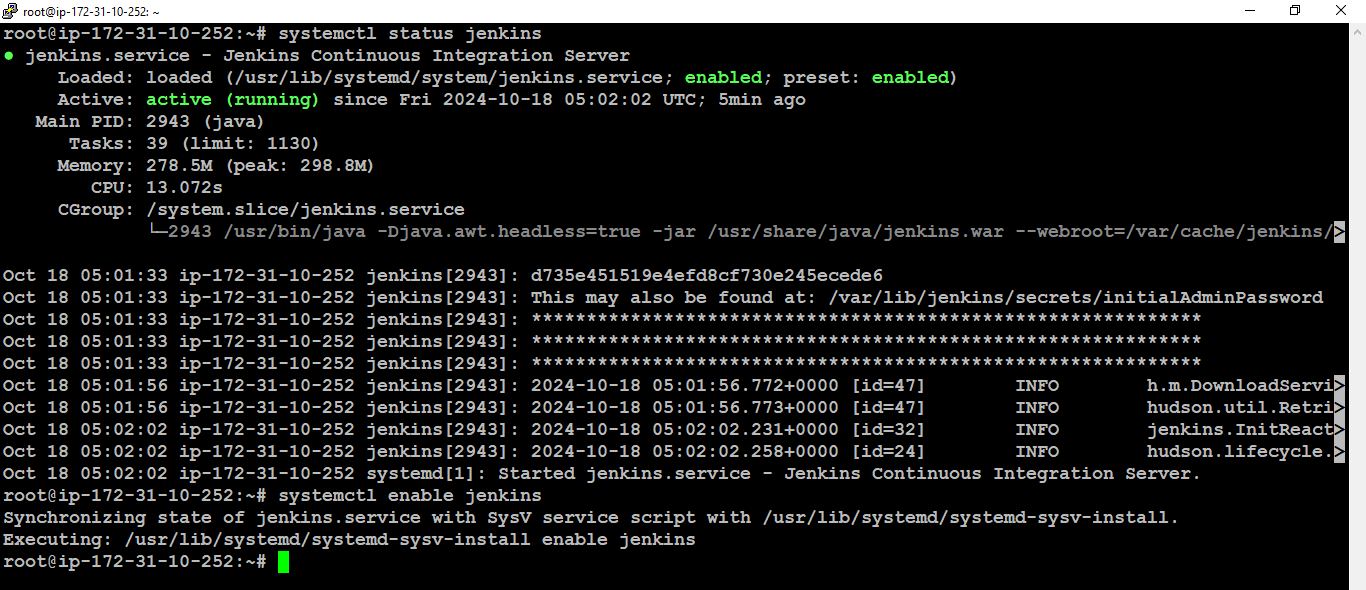 root@ip-172-31-10-252: ~
root@ip-172-31-10-252:~# systemctl status jenkins
● jenkins.service - Jenkins Continuous Integration Server
     Loaded: loaded (/usr/lib/systemd/system/jenkins.service; enabled; preset: enabled)
     Active: active (running) since Fri 2024-10-18 05:02:02 UTC; 5min ago
   Main PID: 2943 (java)
      Tasks: 39 (limit: 1130)
     Memory: 278.5M (peak: 298.8M)
        CPU: 13.072s
     CGroup: /system.slice/jenkins.service
             └─2943 /usr/bin/java -Djava.awt.headless=true -jar /usr/share/java/jenkins.war --webroot=/var/cache/jenkins/>
Oct 18 05:01:33 ip-172-31-10-252 jenkins[2943]: d735e451519e4efd8cf730e245ecede6
Oct 18 05:01:33 ip-172-31-10-252 jenkins[2943]: This may also be found at: /var/lib/jenkins/secrets/initialAdminPassword
Oct 18 05:01:33 ip-172-31-10-252 jenkins[2943]: *************************************************************
Oct 18 05:01:33 ip-172-31-10-252 jenkins[2943]: *************************************************************
Oct 18 05:01:33 ip-172-31-10-252 jenkins[2943]: *************************************************************
Oct 18 05:01:56 ip-172-31-10-252 jenkins[2943]: 2024-10-18 05:01:56.772+0000 [id=47]        INFO        h.m.DownloadServi>
Oct 18 05:01:56 ip-172-31-10-252 jenkins[2943]: 2024-10-18 05:01:56.773+0000 [id=47]        INFO        hudson.util.Retri>
Oct 18 05:02:02 ip-172-31-10-252 jenkins[2943]: 2024-10-18 05:02:02.231+0000 [id=32]        INFO        jenkins.InitReact>
Oct 18 05:02:02 ip-172-31-10-252 jenkins[2943]: 2024-10-18 05:02:02.258+0000 [id=24]        INFO        hudson.lifecycle.>
Oct 18 05:02:02 ip-172-31-10-252 systemd[1]: Started jenkins.service - Jenkins Continuous Integration Server.
root@ip-172-31-10-252:~# systemctl enable jenkins
Synchronizing state of jenkins.service with SysV service script with /usr/lib/systemd/systemd-sysv-install.
Executing: /usr/lib/systemd/systemd-sysv-install enable jenkins
root@ip-172-31-10-252:~#